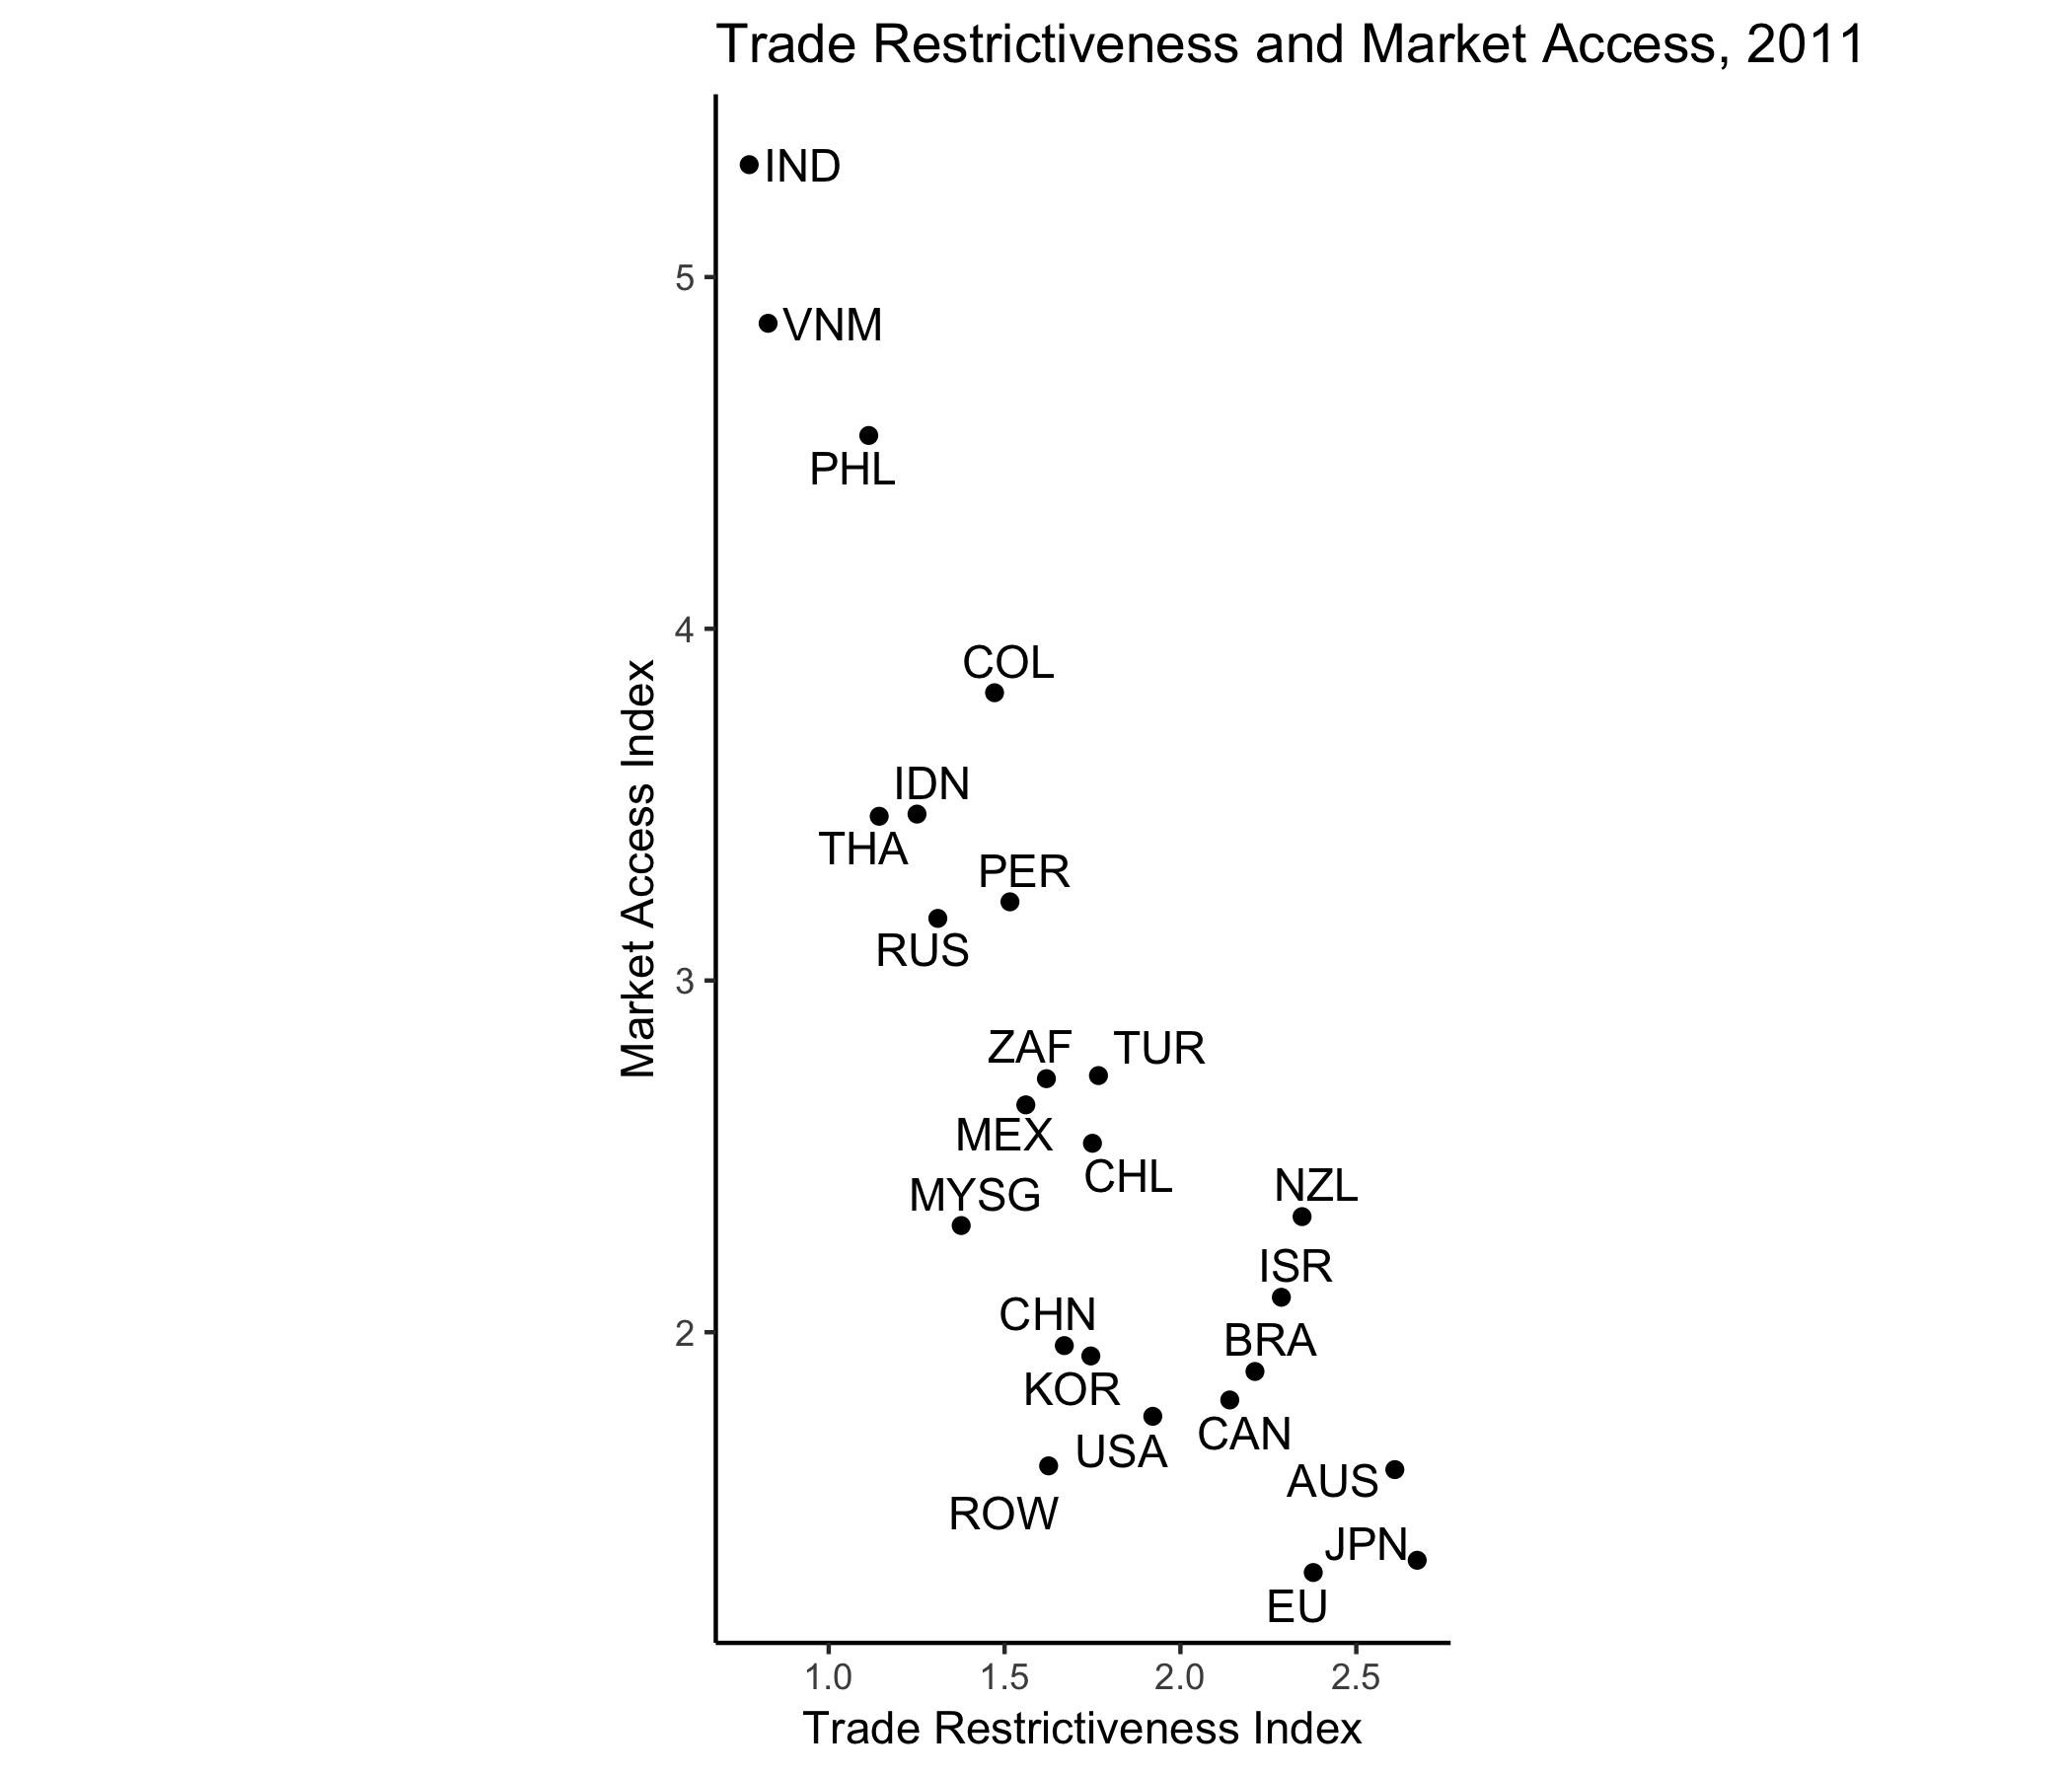 Trade Restrictiveness and Market Access, 2011
IND
5
VNM
PHL
4
COL
IDN
THA
PER
RUS
3
ZAF
TUR
MEX
CHL
MYSG
NZL
ISR
CHN
2
BRA
KOR
CAN
USA
AUS
ROW
JPN
EU
Market Access Index
1.0 1.5 2.0 2.5
Trade Restrictiveness Index